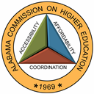 ALABAMA COMMISSION ON HIGHER EDUCATION
ACCESSIBILITY
AFFORDABILITY
COORDINATION
★1969★